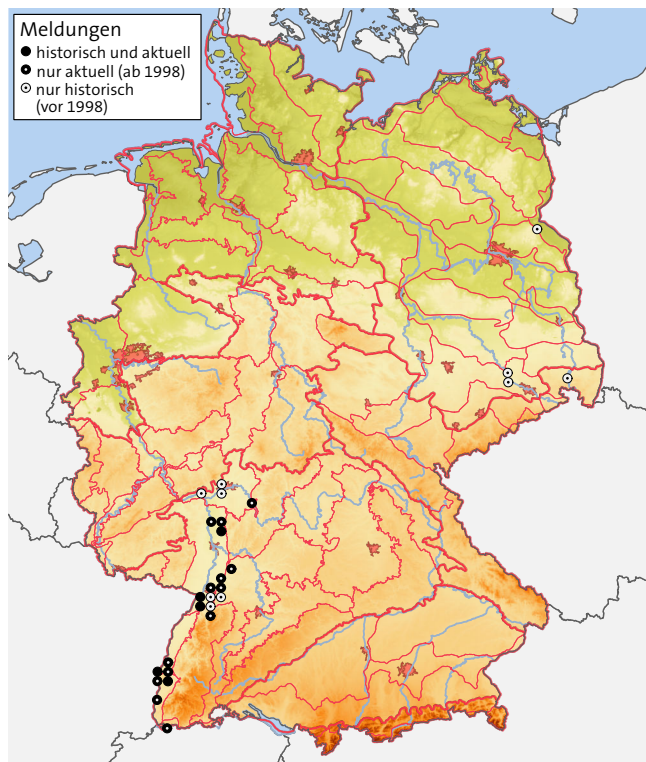 Meldungen
historisch und aktuell
nur aktuell (ab 1998)
nur historisch
(vor 1998)